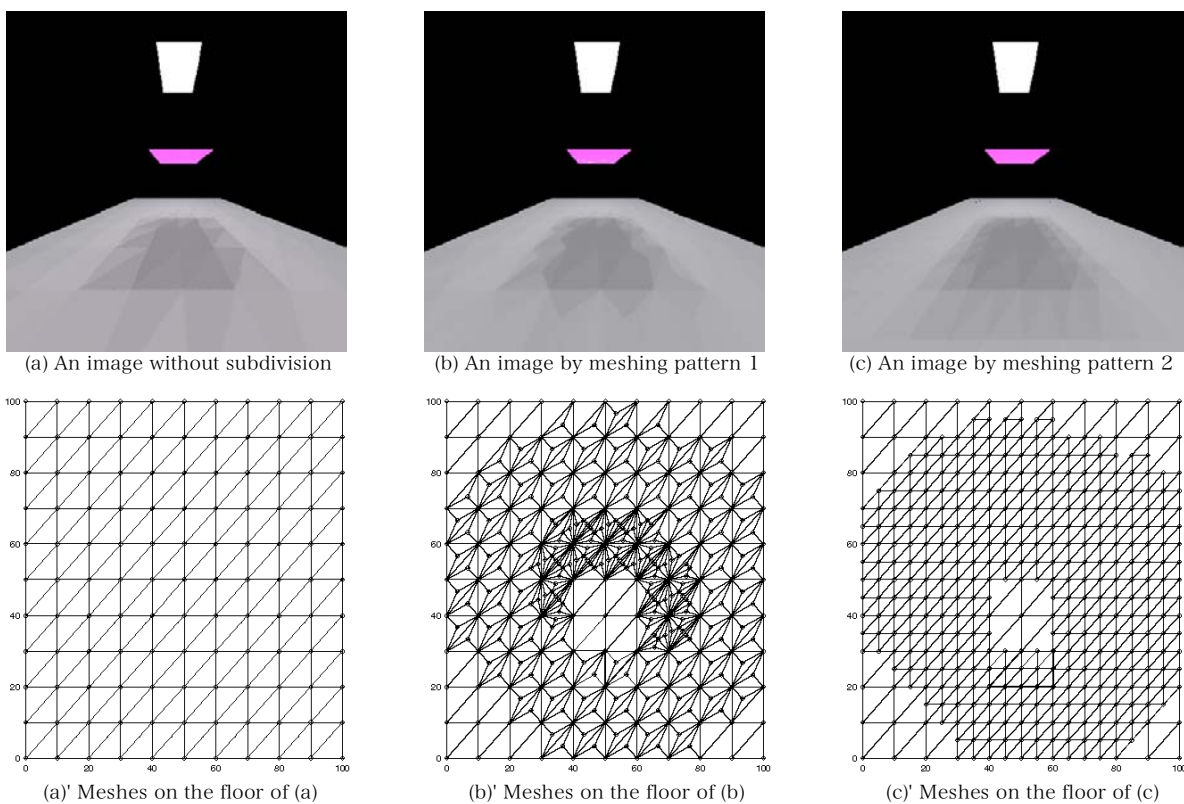 (a) An image without subdivision
(b) An image by meshing pattern 1
(c) An image by meshing pattern 2
100
80
60
40
20
0
0 20 40 60 80 100
100
80
60
40
20
0
0 20 40 60 80 100
100
80
60
40
20
0
0 20 40 60 80 100
(a)' Meshes on the floor of (a)
(b)' Meshes on the floor of (b)
(c)' Meshes on the floor of (c)